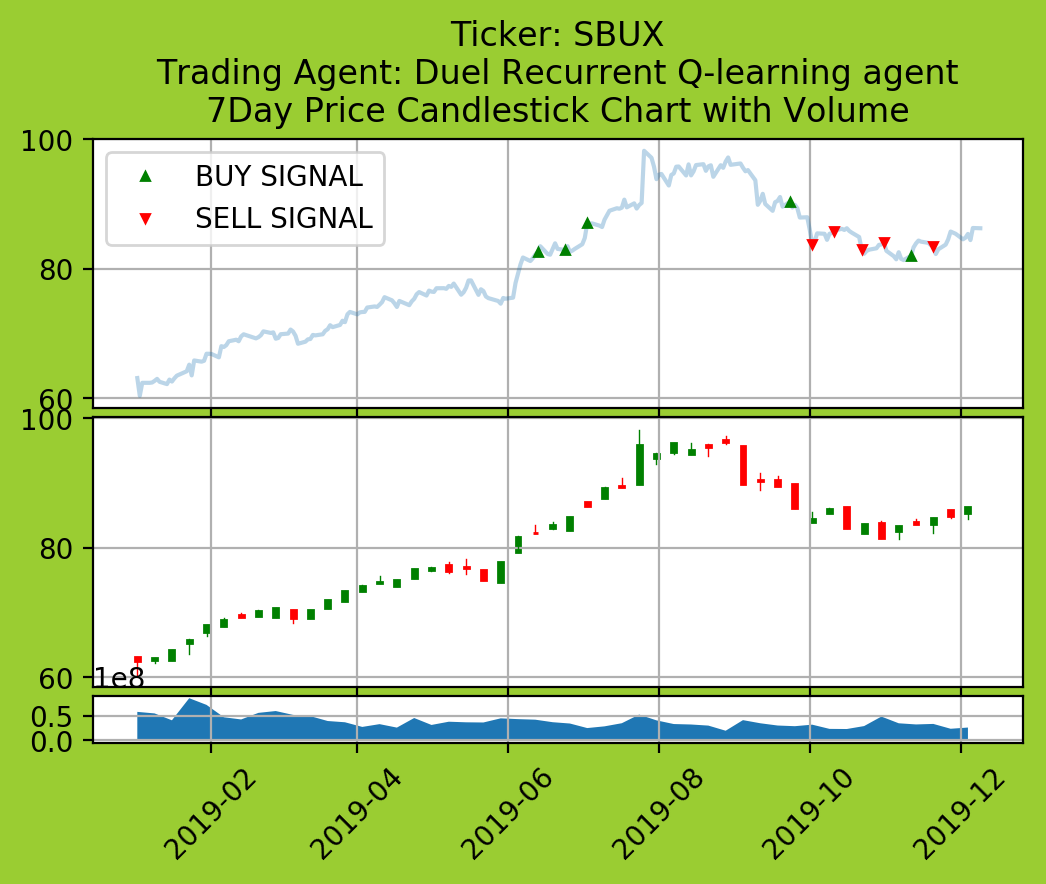 Ticker: SBUX
Trading Agent: Duel Recurrent Q-learning agent
7Day Price Candlestick Chart with Volume
100
BUY SIGNAL
SELL SIGNAL
80
60
100
80
60
1e8
0.5
0.0
2019-02
2019-04
2019-06
2019-08
2019-10
2019-12